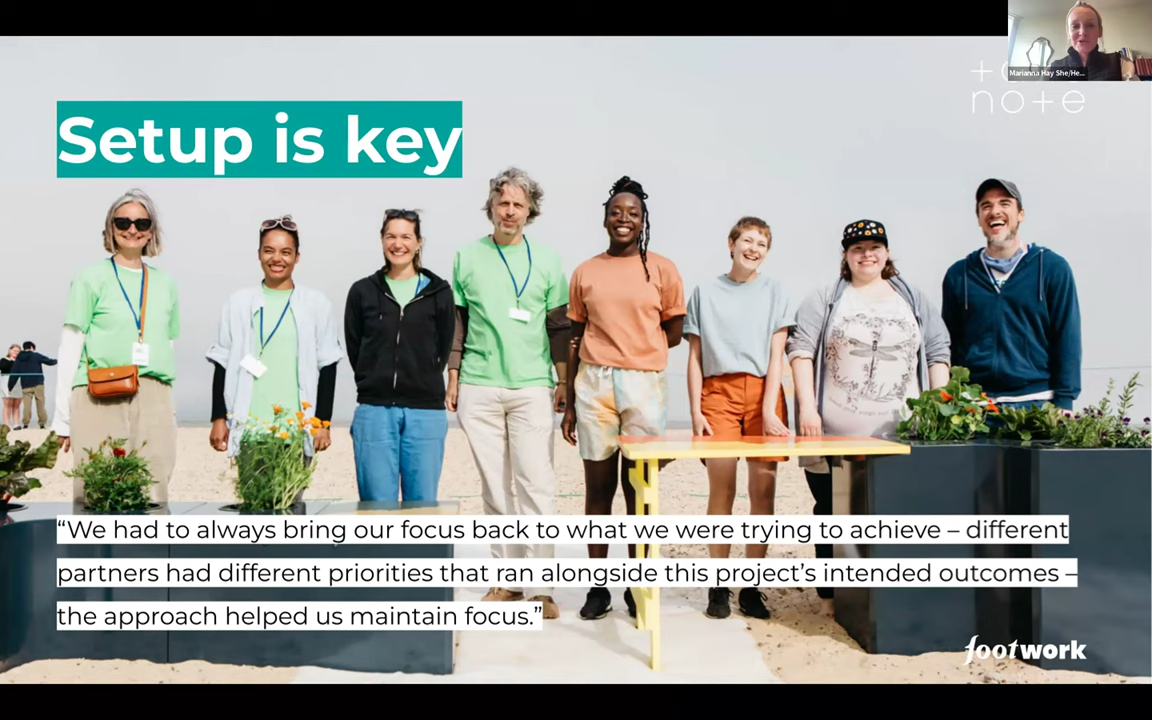 Marianna Hay She/He...
no+e
Setup is key
“We had to always bring our focus back to what we were trying to achieve – different
partners had different priorities that ran alongside this project’s intended outcomes –
the approach helped us maintain focus.”
footwork